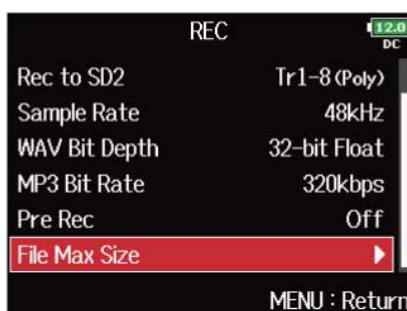 REC
12.0
DC
Rec to SD2 Tr1-8 (Poly)
Sample Rate 48kHz
WAV Bit Depth 32-bit Float
MP3 Bit Rate 320kbps
Pre Rec Off
File Max Size
MENU : Return